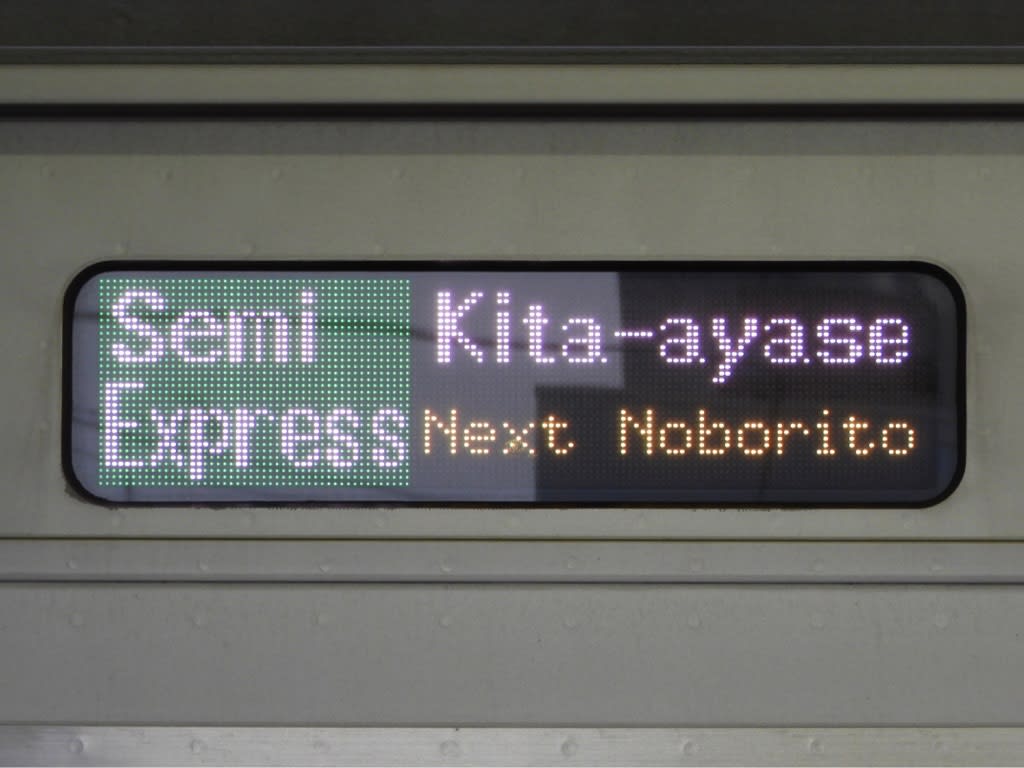 Semi Express
Kita-ayase
Next Noborito